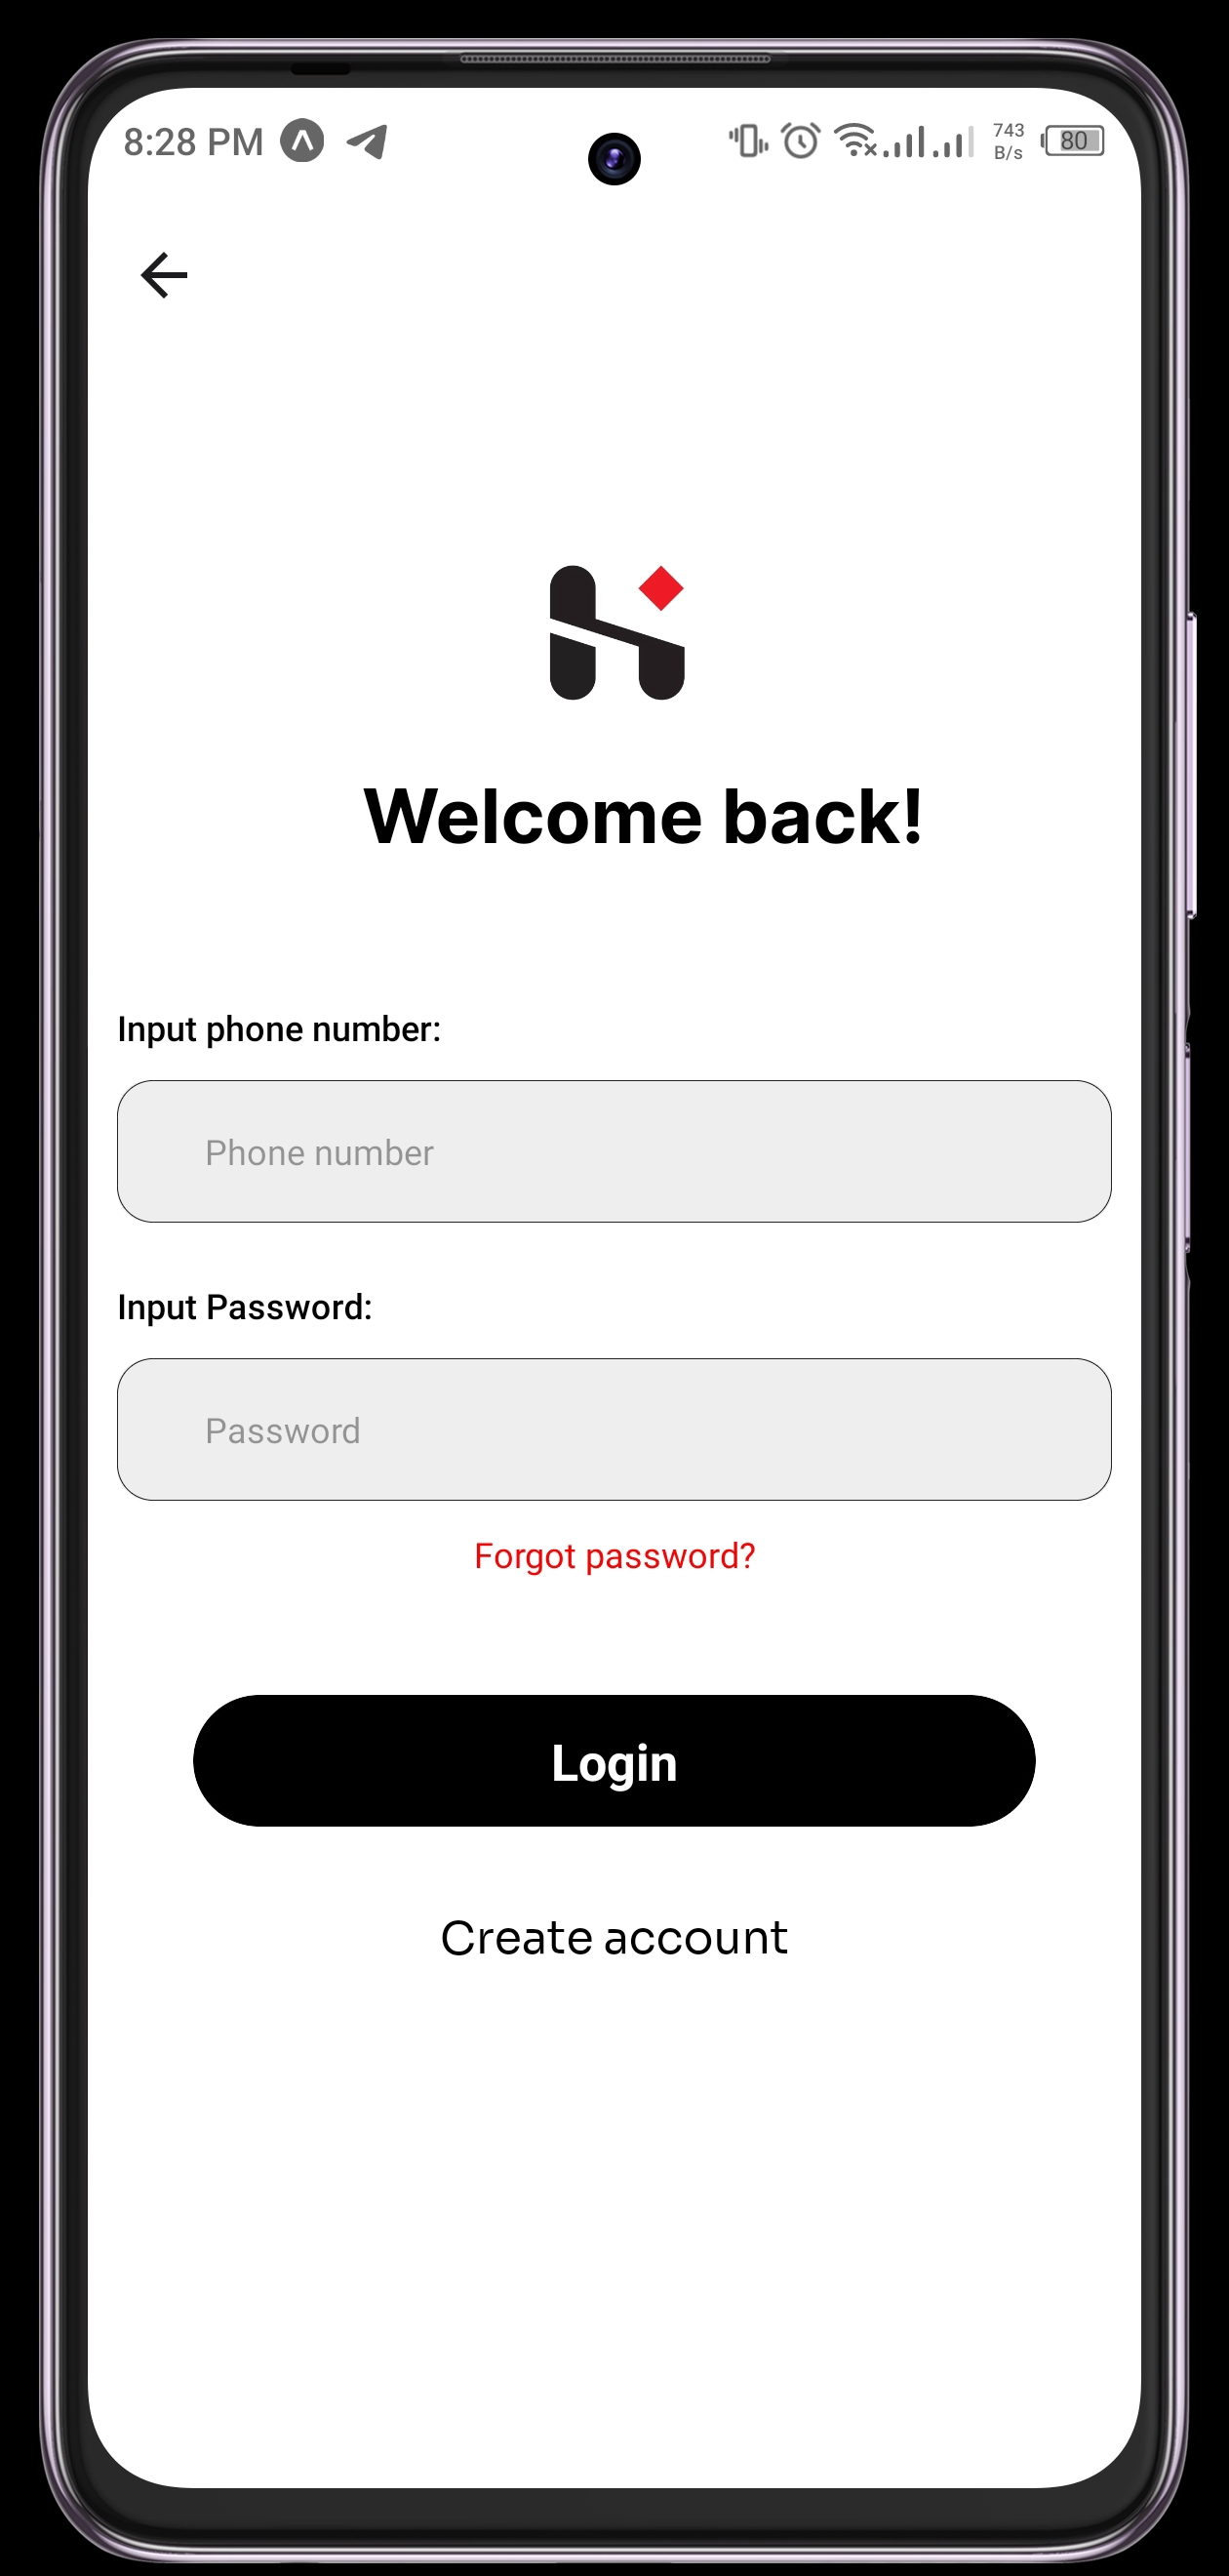 8:28 PM
743
B/s
80
Welcome back!
Input phone number:
Phone number
Input Password:
Password
Forgot password?
Login
Create account